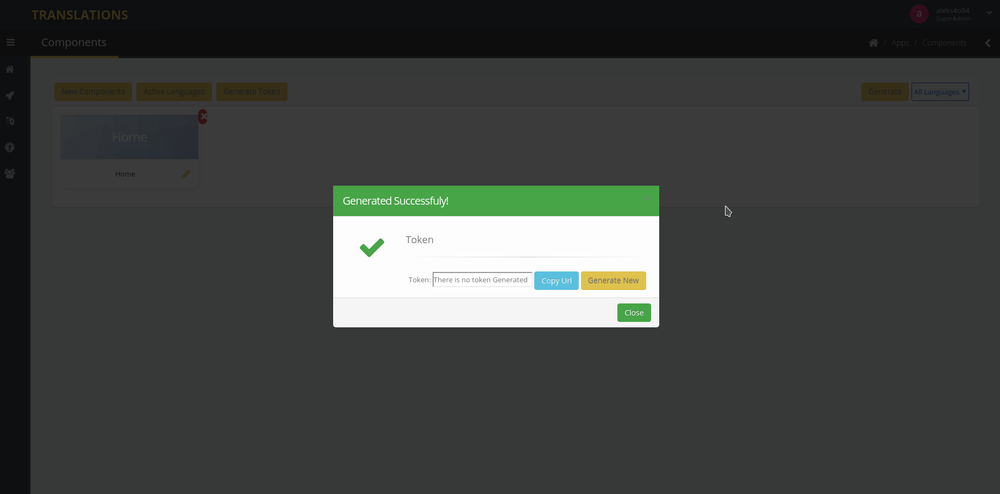 TRANSLATIONS
a
aleks4o94
SuperAdmin
Components
/ Apps / Components
New Components
Active Languages
Generate Token
Generate
All Languages
Home
Home
Generated Successfuly!
×
Token
Token:
There is no token Generated
Copy Url
Generate New
Close